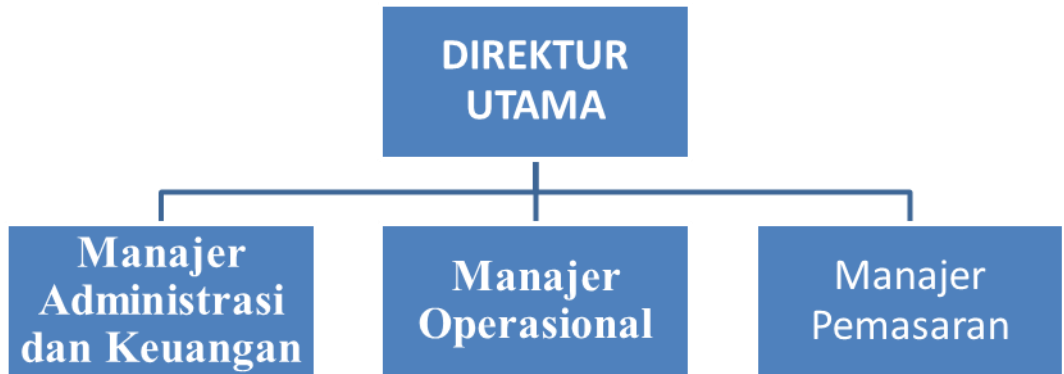 DIREKTUR
UTAMA
Manajer
Administrasi
dan Keuangan
Manajer
Operasional
Manajer
Pemasaran